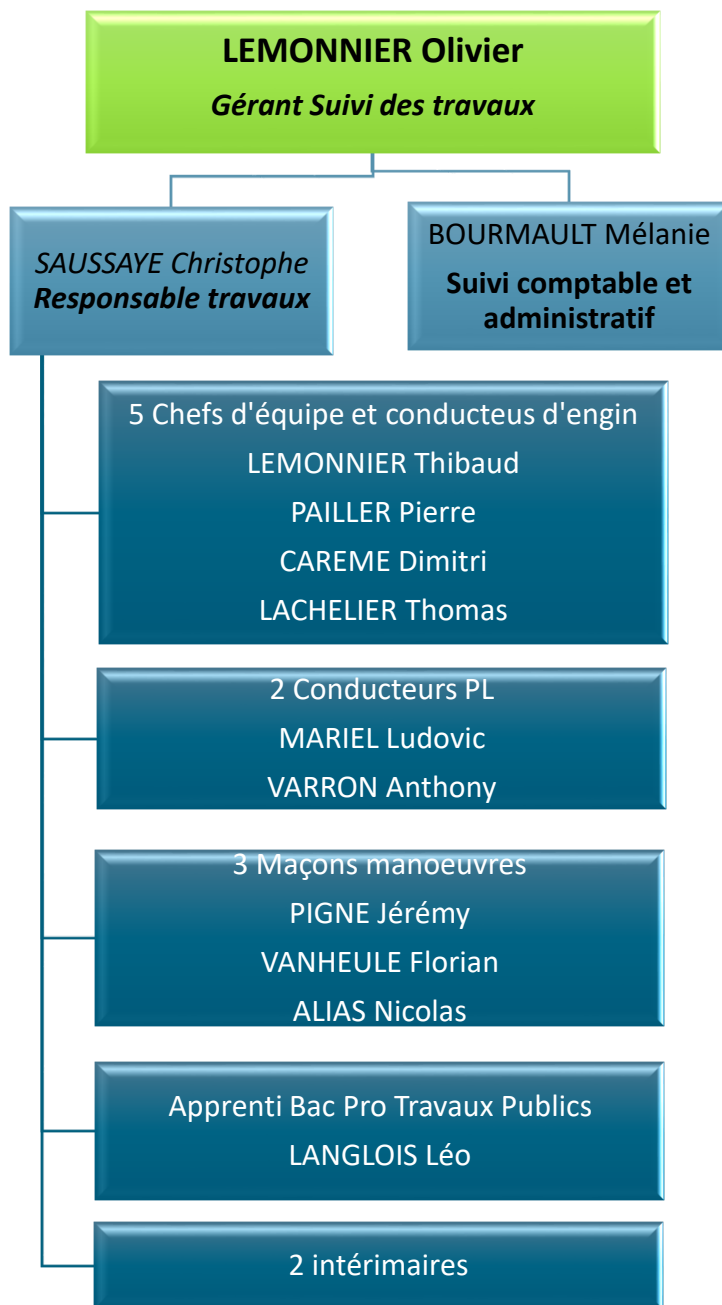 LEMONNIER Olivier
Gérant Suivi des travaux
SAUSSAYE Christophe
Responsable travaux
BOURMAULT Mélanie
Suivi comptable et
administratif
5 Chefs d'équipe et conducteus d'engin
LEMONNIER Thibaud
PAILLER Pierre
CAREME Dimitri
LACHELIER Thomas
2 Conducteurs PL
MARIEL Ludovic
VARRON Anthony
3 Maçons manoeuvres
PIGNE Jérémy
VANHEULE Florian
ALIAS Nicolas
Apprenti Bac Pro Travaux Publics
LANGLOIS Léo
2 intérimaires